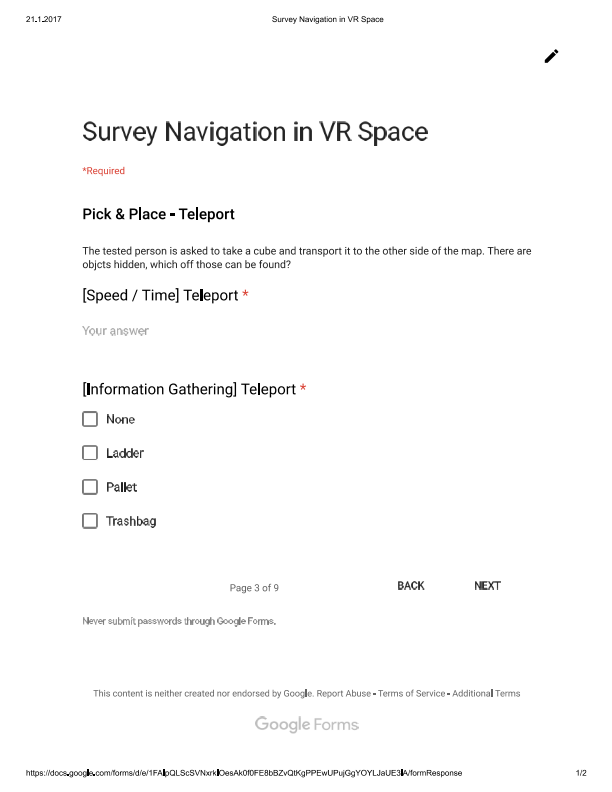 21.1.2017
Survey Navigation in VR Space
Survey Navigation in VR Space
*Required
Pick & Place - Teleport
The tested person is asked to take a cube and transport it to the other side of the map. There are
objcts hidden, which off those can be found?
[Speed / Time] Teleport *
Your answer
[Information Gathering] Teleport *
None
Ladder
Pallet
Trashbag
Page 3 of 9
BACK
NEXT
Never submit passwords through Google Forms.
This content is neither created nor endorsed by Google. Report Abuse - Terms of Service - Additional Terms
Google Forms
https://docs.google.com/forms/d/e/1FAIpQLScSVNxrkIOesAk0f0FE8bBZvQtKgPPEwUPujGgYOYLJaUE3IA/formResponse
1/2